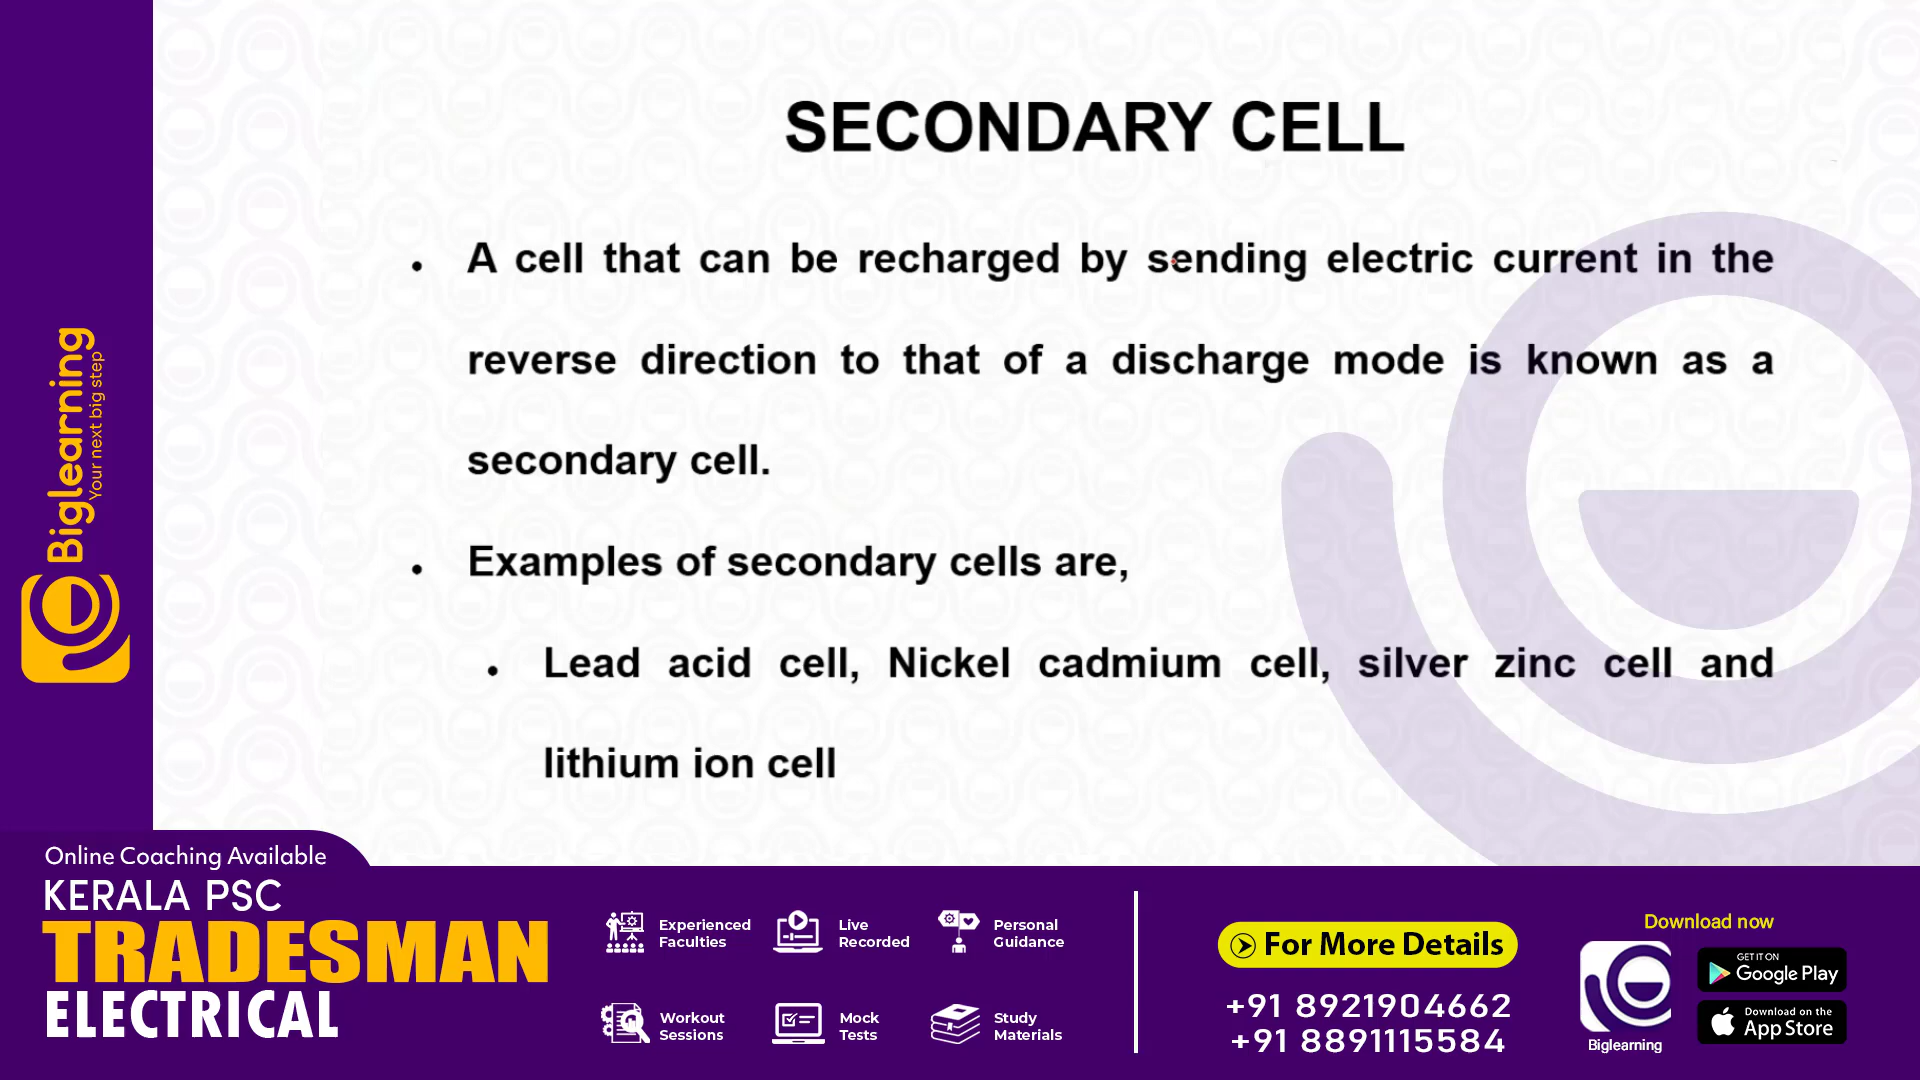 SECONDARY CELL
• A cell that can be recharged by sending electric current in the
reverse direction to that of a discharge mode is known as a
secondary cell.
• Examples of secondary cells are,
• Lead acid cell, Nickel cadmium cell, silver zinc cell and
lithium ion cell
Biglearning
Your next big step
Online Coaching Available
KERALA PSC
TRADESMAN
ELECTRICAL
Experienced
Faculties
Live
Recorded
Personal
Guidance
Workout
Sessions
Mock
Tests
Study
Materials
For More Details
+91 8921904662
+91 8891115584
Download now
Biglearning
GET IT ON
Google Play
Download on the
App Store